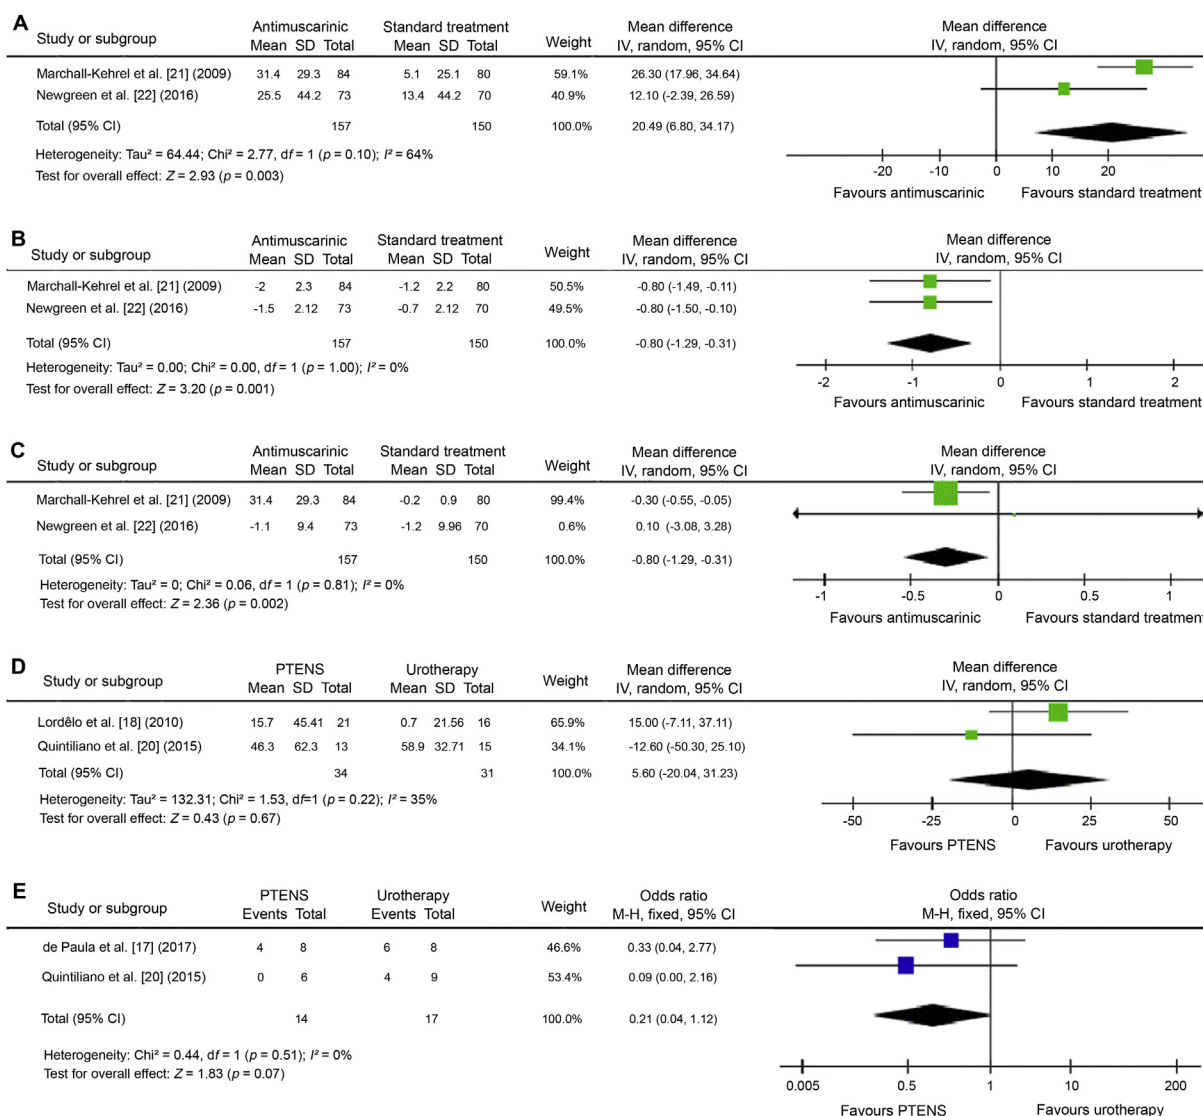 A
Antimuscarinic Standard treatment Mean difference Mean difference
Study or subgroup Mean SD Total Mean SD Total Weight IV, random, 95% CI IV, random, 95% CI
Marchall-Kehrel et al. [21] (2009) 31.4 29.3 84 5.1 25.1 80 59.1% 26.30 (17.96, 34.64)
Newgreen et al. [22] (2016) 25.5 44.2 73 13.4 44.2 70 40.9% 12.10 (-2.39, 26.59)
Total (95% CI) 157 150 100.0% 20.49 (6.80, 34.17)
Heterogeneity: Tau² = 64.44; Chi² = 2.77, df = 1 (p = 0.10); I² = 64%
Test for overall effect: Z = 2.93 (p = 0.003)
-20 -10 0 10 20
Favours antimuscarinic Favours standard treatment
B
Antimuscarinic Standard treatment Mean difference Mean difference
Study or subgroup Mean SD Total Mean SD Total Weight IV, random, 95% CI IV, random, 95% CI
Marchall-Kehrel et al. [21] (2009) -2 2.3 84 -1.2 2.2 80 50.5% -0.80 (-1.49, -0.11)
Newgreen et al. [22] (2016) -1.5 2.12 73 -0.7 2.12 70 49.5% -0.80 (-1.50, -0.10)
Total (95% CI) 157 150 100.0% -0.80 (-1.29, -0.31)
Heterogeneity: Tau² = 0.00; Chi² = 0.00, df = 1 (p = 1.00); I² = 0%
Test for overall effect: Z = 3.20 (p = 0.001)
-2 -1 0 1 2
Favours antimuscarinic Favours standard treatment
C
Antimuscarinic Standard treatment Mean difference Mean difference
Study or subgroup Mean SD Total Mean SD Total Weight IV, random, 95% CI IV, random, 95% CI
Marchall-Kehrel et al. [21] (2009) 31.4 29.3 84 -0.2 0.9 80 99.4% -0.30 (-0.55, -0.05)
Newgreen et al. [22] (2016) -1.1 9.4 73 -1.2 9.96 70 0.6% 0.10 (-3.08, 3.28)
Total (95% CI) 157 150 100.0% -0.80 (-1.29, -0.31)
Heterogeneity: Tau² = 0; Chi² = 0.06, df = 1 (p = 0.81); I² = 0%
Test for overall effect: Z = 2.36 (p = 0.002)
-1 -0.5 0 0.5 1
Favours antimuscarinic Favours standard treatment
D
PTENS Urotherapy Mean difference Mean difference
Study or subgroup Mean SD Total Mean SD Total Weight IV, random, 95% CI IV, random, 95% CI
Lordêlo et al. [18] (2010) 15.7 45.41 21 0.7 21.56 16 65.9% 15.00 (-7.11, 37.11)
Quintiliano et al. [20] (2015) 46.3 62.3 13 58.9 32.71 15 34.1% -12.60 (-50.30, 25.10)
Total (95% CI) 34 31 100.0% 5.60 (-20.04, 31.23)
Heterogeneity: Tau² = 132.31; Chi² = 1.53, df=1 (p = 0.22); I² = 35%
Test for overall effect: Z = 0.43 (p = 0.67)
-50 -25 0 25 50
Favours PTENS Favours urotherapy
E
PTENS Urotherapy Odds ratio Odds ratio
Study or subgroup Events Total Events Total Weight M-H, fixed, 95% CI M-H, fixed, 95% CI
de Paula et al. [17] (2017) 4 8 6 8 46.6% 0.33 (0.04, 2.77)
Quintiliano et al. [20] (2015) 0 6 4 9 53.4% 0.09 (0.00, 2.16)
Total (95% CI) 14 17 100.0% 0.21 (0.04, 1.12)
Heterogeneity: Chi² = 0.44, df = 1 (p = 0.51); I² = 0%
Test for overall effect: Z = 1.83 (p = 0.07)
0.005 0.5 1 10 200
Favours PTENS Favours urotherapy